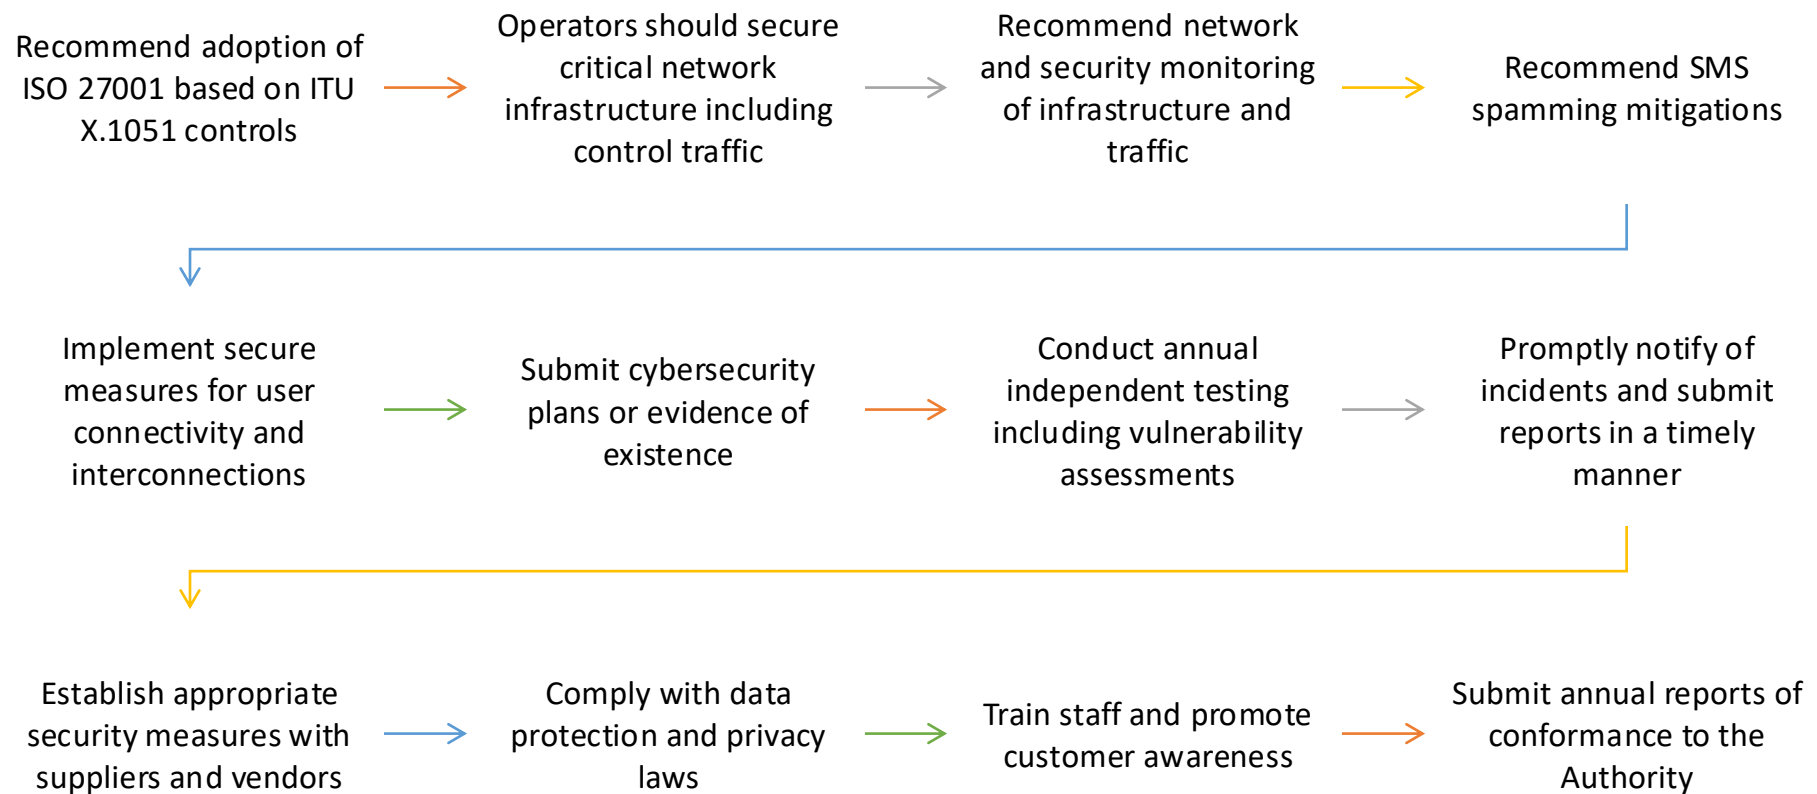 Recommend adoption of
ISO 27001 based on ITU
X.1051 controls
Operators should secure
critical network
infrastructure including
control traffic
Recommend network
and security monitoring
of infrastructure and
traffic
Recommend SMS
spamming mitigations
Implement secure
measures for user
connectivity and
interconnections
Submit cybersecurity
plans or evidence of
existence
Conduct annual
independent testing
including vulnerability
assessments
Promptly notify of
incidents and submit
reports in a timely
manner
Establish appropriate
security measures with
suppliers and vendors
Comply with data
protection and privacy
laws
Train staff and promote
customer awareness
Submit annual reports of
conformance to the
Authority